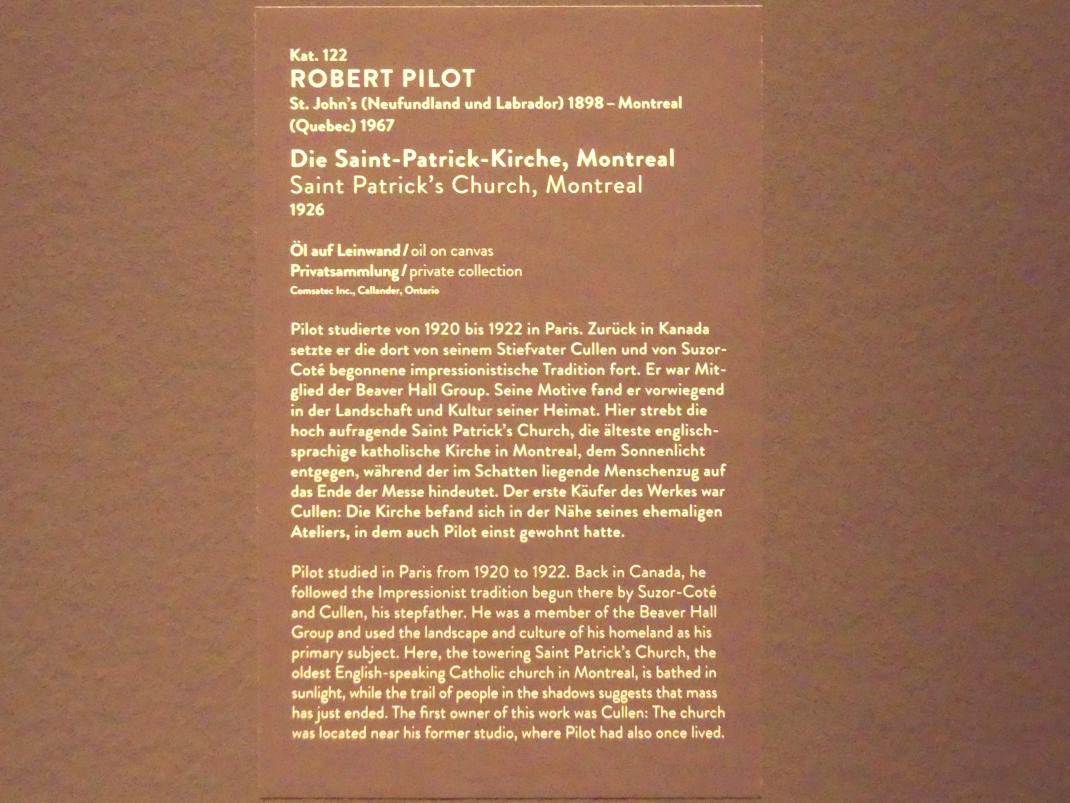 Kat. 122
ROBERT PILOT
St. John's (Neufundland und Labrador) 1898 – Montreal
(Quebec) 1967
Die Saint-Patrick-Kirche, Montreal
Saint Patrick's Church, Montreal
1926
Öl auf Leinwand / oil on canvas
Privatsammlung / private collection
Comsatec Inc., Callander, Ontario
Pilot studierte von 1920 bis 1922 in Paris. Zurück in Kanada
setzte er die dort von seinem Stiefvater Cullen und von Suzor-
Coté begonnene impressionistische Tradition fort. Er war Mit-
glied der Beaver Hall Group. Seine Motive fand er vorwiegend
in der Landschaft und Kultur seiner Heimat. Hier strebt die
hoch aufragende Saint Patrick's Church, die älteste englisch-
sprachige katholische Kirche in Montreal, dem Sonnenlicht
entgegen, während der im Schatten liegende Menschenzug auf
das Ende der Messe hindeutet. Der erste Käufer des Werkes war
Cullen: Die Kirche befand sich in der Nähe seines ehemaligen
Ateliers, in dem auch Pilot einst gewohnt hatte.
Pilot studied in Paris from 1920 to 1922. Back in Canada, he
followed the Impressionist tradition begun there by Suzor-Coté
and Cullen, his stepfather. He was a member of the Beaver Hall
Group and used the landscape and culture of his homeland as his
primary subject. Here, the towering Saint Patrick's Church, the
oldest English-speaking Catholic church in Montreal, is bathed in
sunlight, while the trail of people in the shadows suggests that mass
has just ended. The first owner of this work was Cullen: The church
was located near his former studio, where Pilot had also once lived.